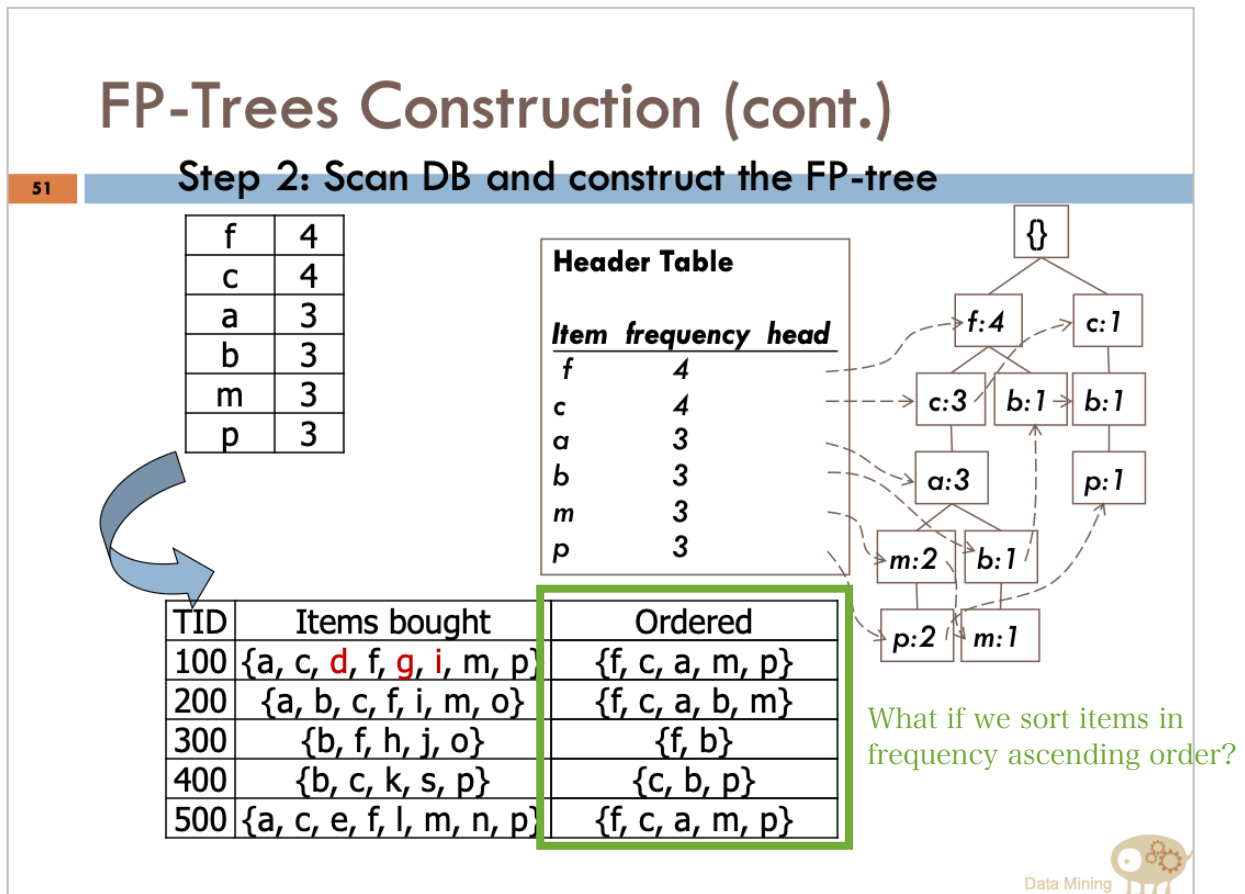 FP-Trees Construction (cont.)
51
Step 2: Scan DB and construct the FP-tree
f 4
c 4
a 3
b 3
m 3
p 3
Header Table
Item frequency head
f 4
c 4
a 3
b 3
m 3
p 3
{}
f:4 c:1
c:3 b:1 b:1
a:3 p:1
m:2 b:1
p:2 m:1
TID Items bought Ordered
100 {a, c, d, f, g, i, m, p} {f, c, a, m, p}
200 {a, b, c, f, i, m, o} {f, c, a, b, m}
300 {b, f, h, j, o} {f, b}
400 {b, c, k, s, p} {c, b, p}
500 {a, c, e, f, l, m, n, p} {f, c, a, m, p}
What if we sort items in
frequency ascending order?
Data Mining